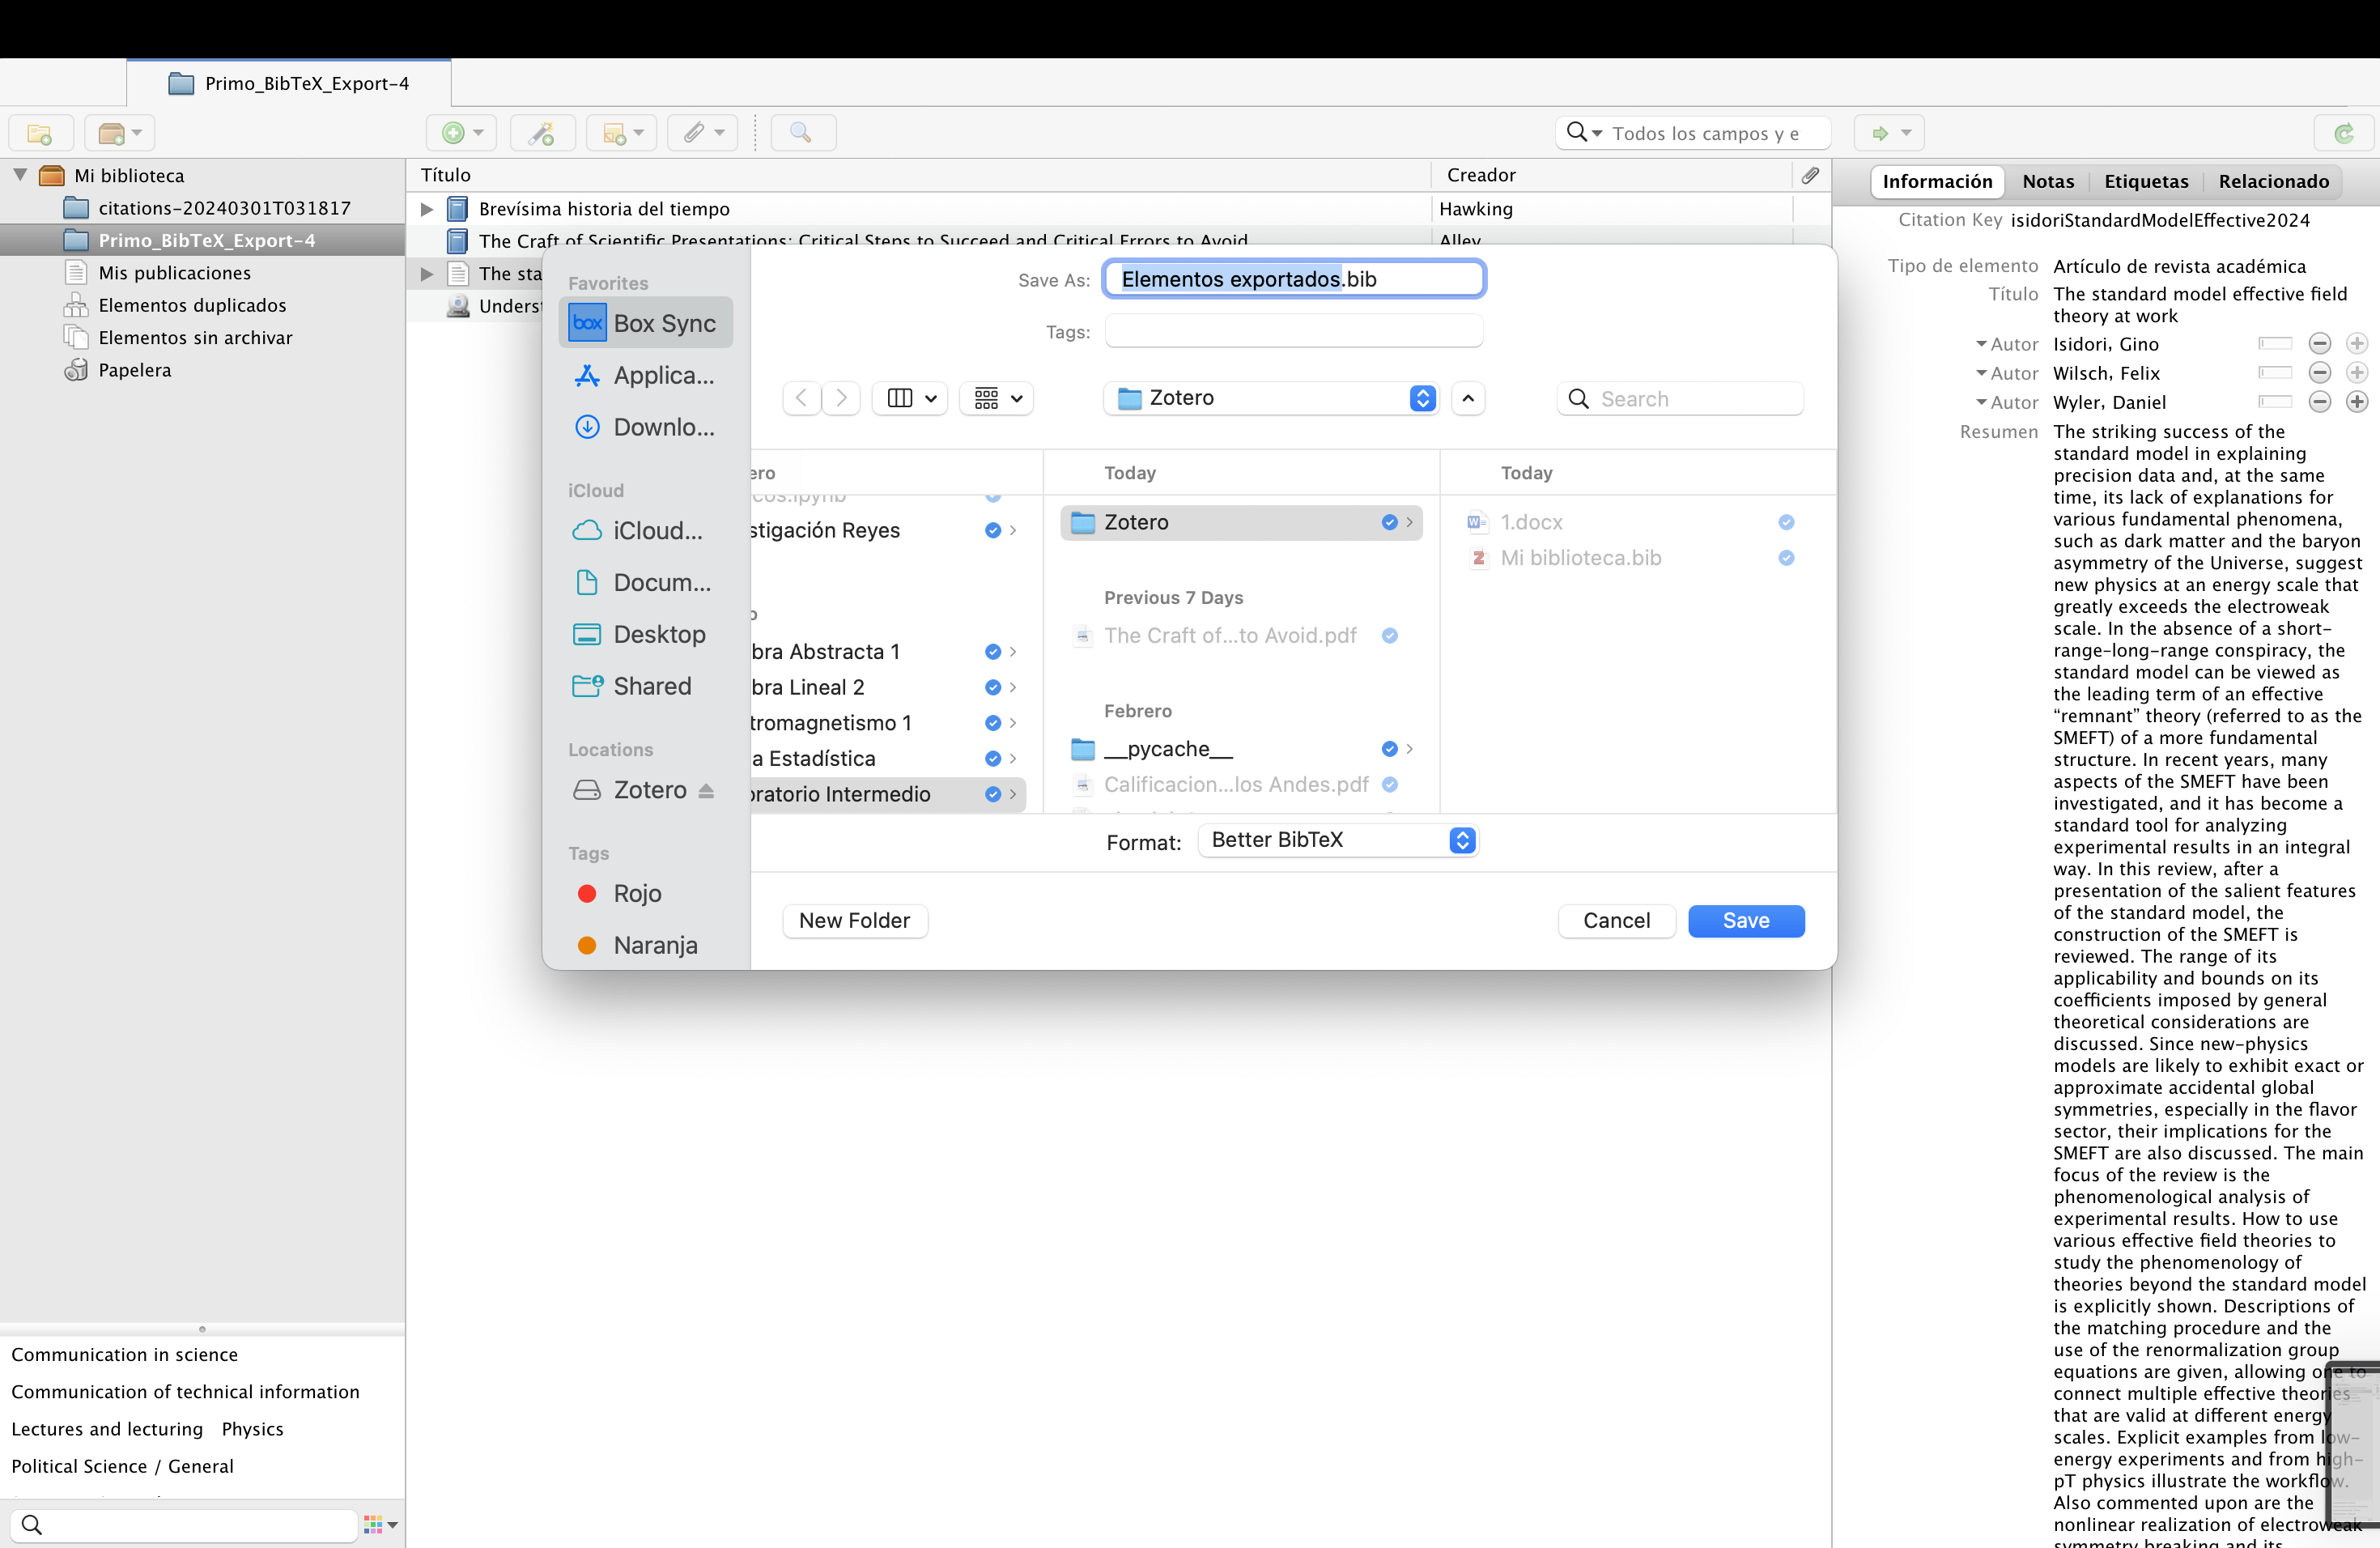 Primo_BibTeX_Export-4
Todos los campos y e
Mi biblioteca
citations-20240301T031817
Primo_BibTeX_Export-4
Mis publicaciones
Elementos duplicados
Elementos sin archivar
Papelera
Título
Creador
Brevísima historia del tiempo
Hawking
The Craft of Scientific Presentations: Critical Steps to Succeed and Critical Errors to Avoid
Alley
The sta
Underst
Favorites
box
Box Sync
Applica...
Downlo...
iCloud
iCloud...
Docum...
Desktop
Shared
Locations
Zotero
Tags
Rojo
Naranja
Save As:
Elementos exportados.bib
Tags:
Zotero
Search
ero
cos.ipynb
stigación Reyes
o
bra Abstracta 1
bra Lineal 2
tromagnetismo 1
a Estadística
oratorio Intermedio
Today
Zotero
Previous 7 Days
The Craft of...to Avoid.pdf
Febrero
__pycache__
Calificacion...los Andes.pdf
Today
1.docx
Mi biblioteca.bib
Format:
Better BibTeX
New Folder
Cancel
Save
Información
Notas
Etiquetas
Relacionado
Citation Key isidoriStandardModelEffective2024
Tipo de elemento Artículo de revista académica
Título The standard model effective field
theory at work
Autor Isidori, Gino
Autor Wilsch, Felix
Autor Wyler, Daniel
Resumen The striking success of the
standard model in explaining
precision data and, at the same
time, its lack of explanations for
various fundamental phenomena,
such as dark matter and the baryon
asymmetry of the Universe, suggest
new physics at an energy scale that
greatly exceeds the electroweak
scale. In the absence of a short-
range-long-range conspiracy, the
standard model can be viewed as
the leading term of an effective
“remnant” theory (referred to as the
SMEFT) of a more fundamental
structure. In recent years, many
aspects of the SMEFT have been
investigated, and it has become a
standard tool for analyzing
experimental results in an integral
way. In this review, after a
presentation of the salient features
of the standard model, the
construction of the SMEFT is
reviewed. The range of its
applicability and bounds on its
coefficients imposed by general
theoretical considerations are
discussed. Since new-physics
models are likely to exhibit exact or
approximate accidental global
symmetries, especially in the flavor
sector, their implications for the
SMEFT are also discussed. The main
focus of the review is the
phenomenological analysis of
experimental results. How to use
various effective field theories to
study the phenomenology of
theories beyond the standard model
is explicitly shown. Descriptions of
the matching procedure and the
use of the renormalization group
equations are given, allowing one to
connect multiple effective theories
that are valid at different energy
scales. Explicit examples from low-
energy experiments and from high-
pT physics illustrate the workflow.
Also commented upon are the
nonlinear realization of electroweak
symmetry breaking and its
Communication in science
Communication of technical information
Lectures and lecturing
Physics
Political Science / General